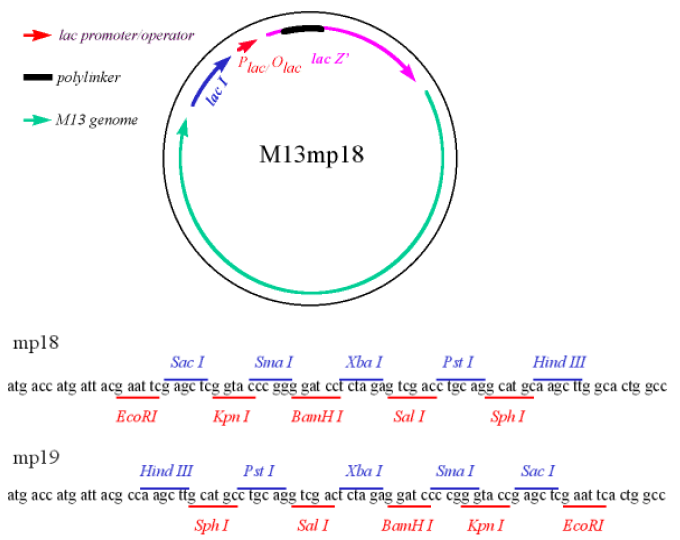 lac promoter/operator
polylinker
M13 genome
lac I
Plac/Olac
lac Z'
M13mp18
mp18
Sac I Sma I Xba I Pst I Hind III
atg acc atg att acg aat tcg agc tcg gta ccc ggg gat cct cta gag tcg acc tgc agg cat gca agc ttg gca ctg gcc
EcoRI Kpn I BamH I Sal I Sph I
mp19
Hind III Pst I Xba I Sma I Sac I
atg acc atg att acg cca agc ttg cat gcc tgc agg tcg act cta gag gat ccc cgg gta ccg agc tcg aat tca ctg gcc
Sph I Sal I BamH I Kpn I EcoRI